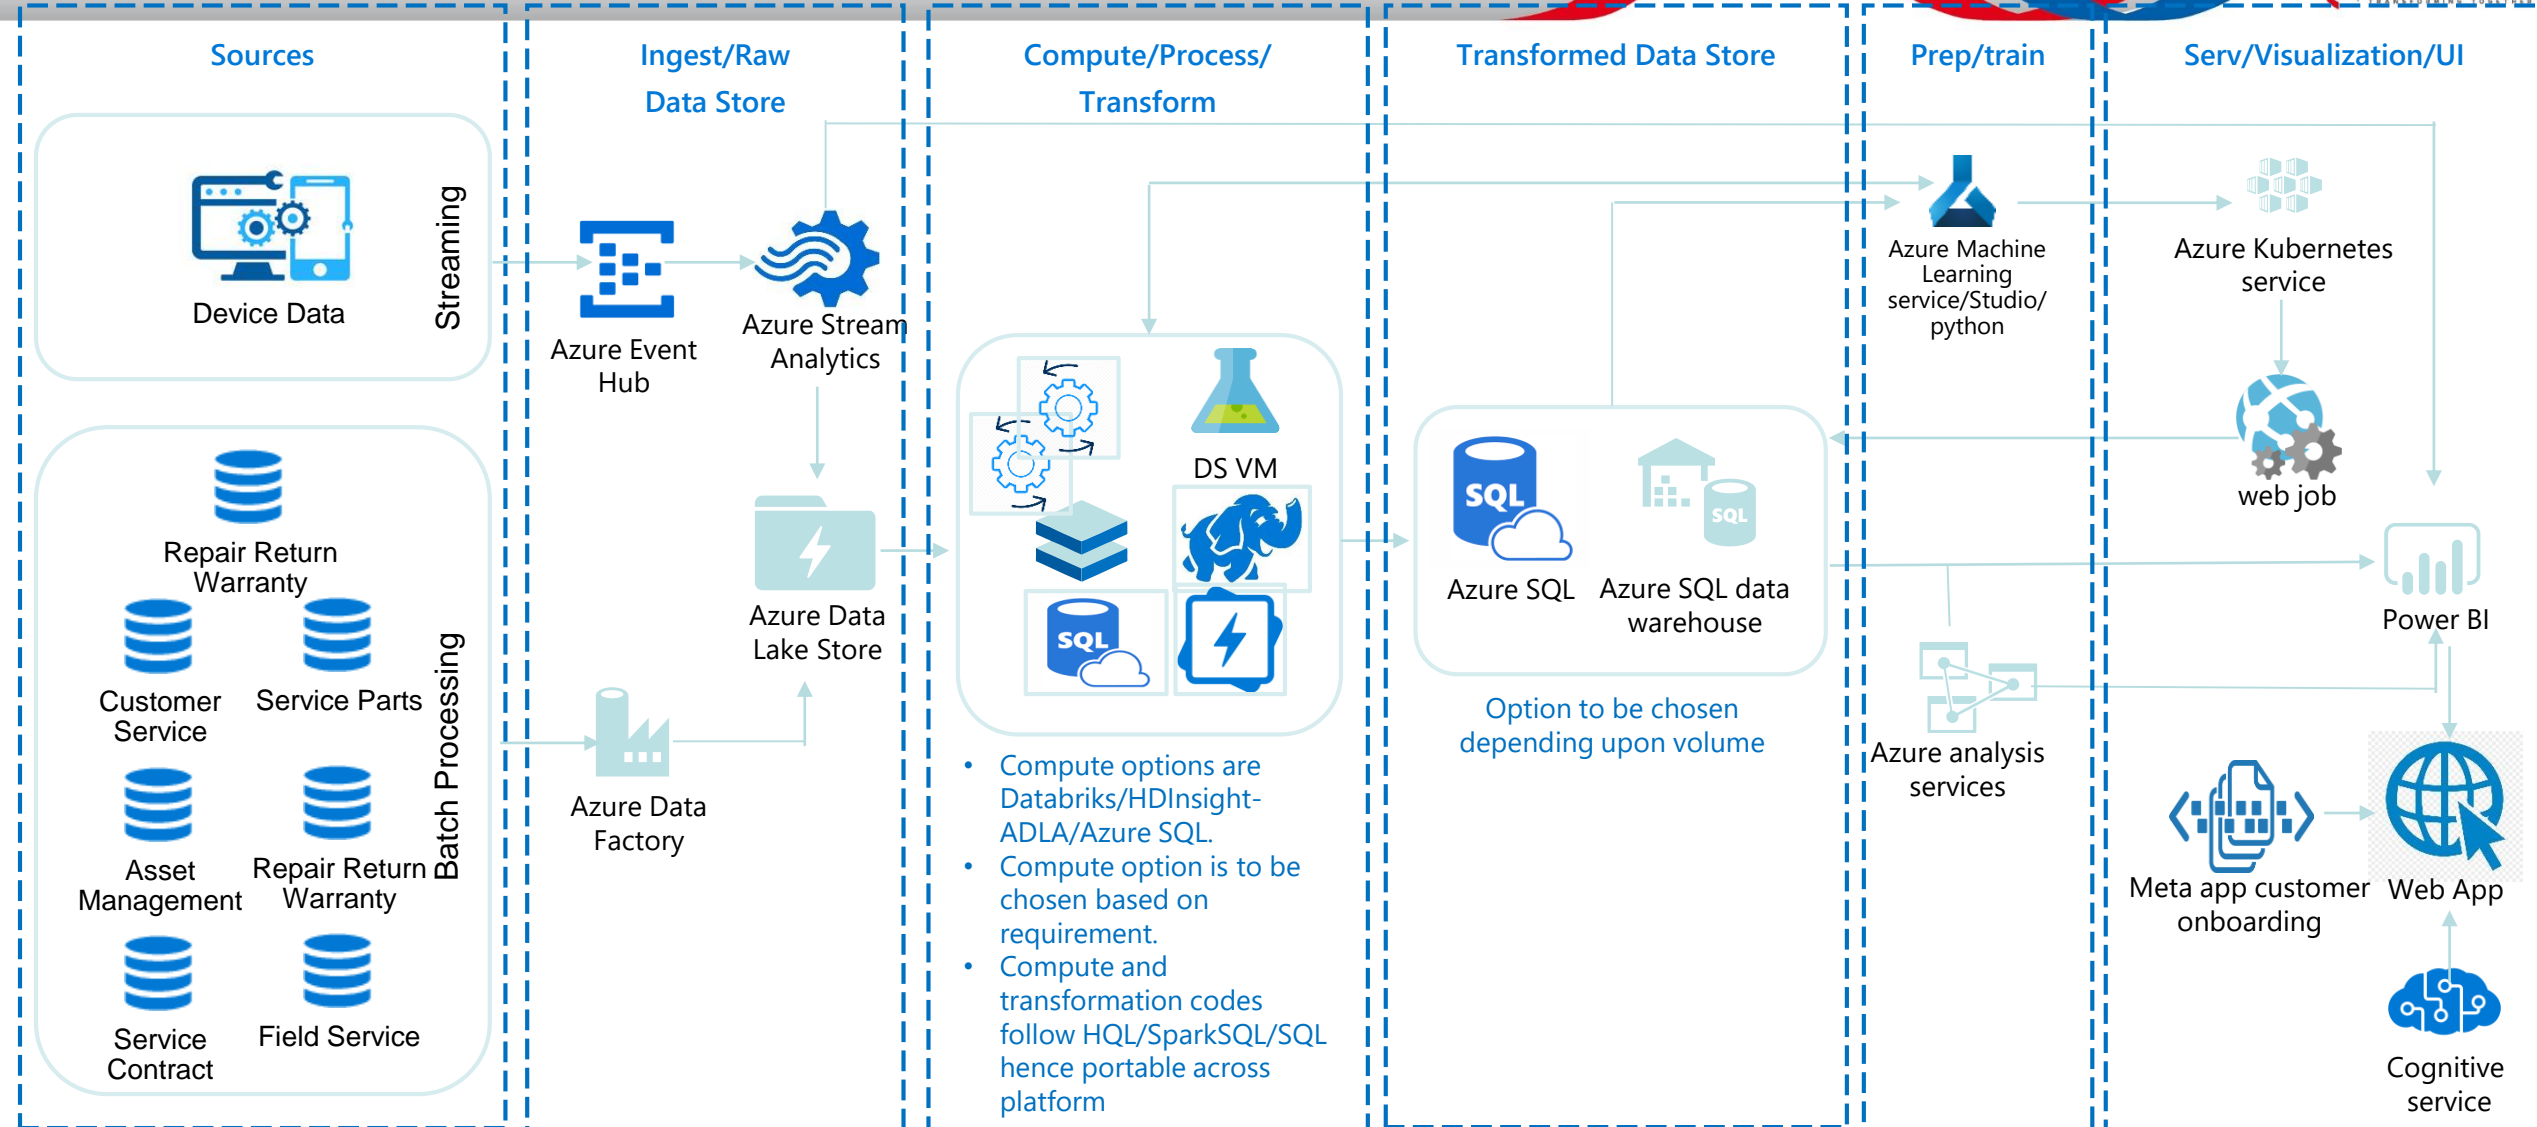 Sources
Streaming
Device Data
Batch Processing
Repair Return
Warranty
Customer
Service
Service Parts
Asset
Management
Repair Return
Warranty
Service
Contract
Field Service
Ingest/Raw
Data Store
Azure Event
Hub
Azure Stream
Analytics
Azure Data
Lake Store
Azure Data
Factory
Compute/Process/
Transform
DS VM
SQL
• Compute options are
Databriks/HDInsight-
ADLA/Azure SQL.
• Compute option is to be
chosen based on
requirement.
• Compute and
transformation codes
follow HQL/SparkSQL/SQL
hence portable across
platform
Transformed Data Store
SQL
Azure SQL
SQL
Azure SQL data
warehouse
Option to be chosen
depending upon volume
Prep/train
Azure Machine
Learning
service/Studio/
python
Azure analysis
services
Serv/Visualization/UI
Azure Kubernetes
service
web job
Power BI
Meta app customer
onboarding
Web App
Cognitive
service